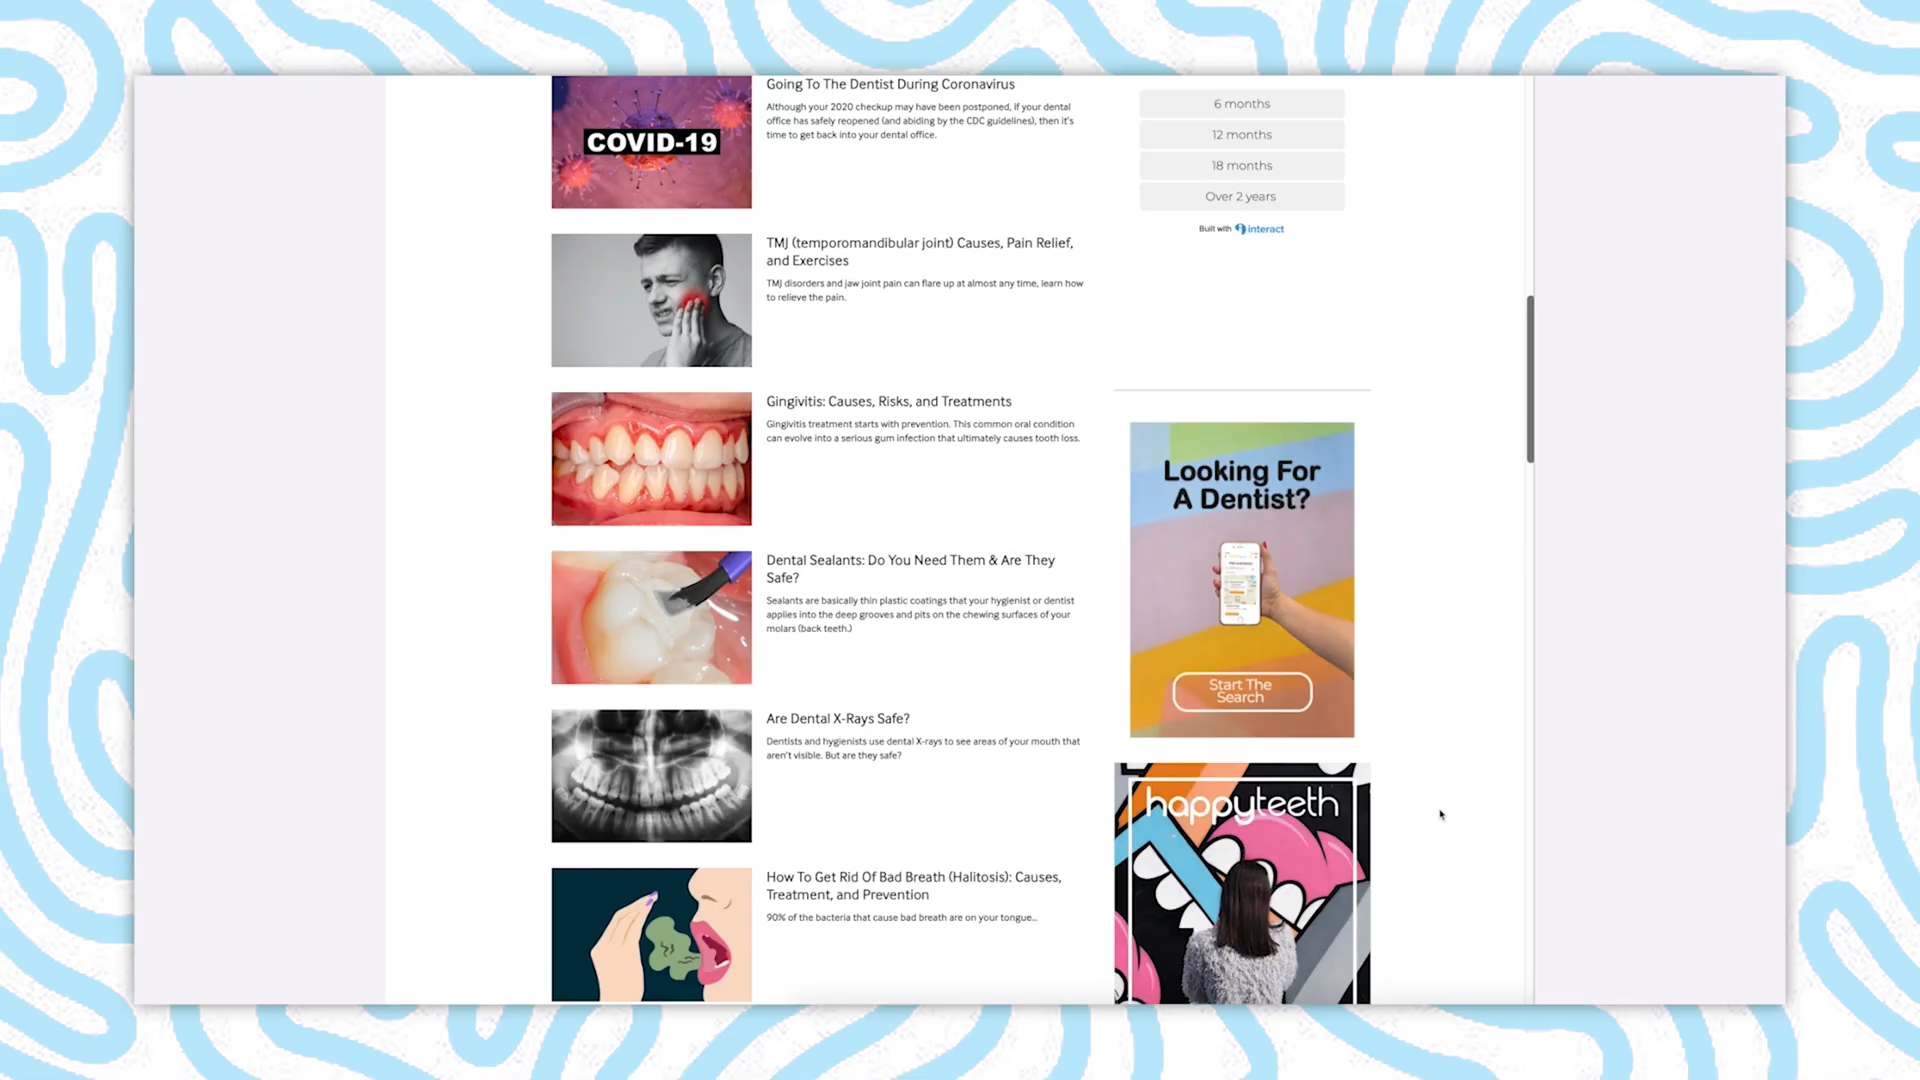 Going To The Dentist During Coronavirus
Although your 2020 checkup may have been postponed, if your dental
office has safely reopened (and abiding by the CDC guidelines), then it's
time to get back into your dental office.
COVID-19
TMJ (temporomandibular joint) Causes, Pain Relief,
and Exercises
TMJ disorders and jaw joint pain can flare up at almost any time, learn how
to relieve the pain.
Gingivitis: Causes, Risks, and Treatments
Gingivitis treatment starts with prevention. This common oral condition
can evolve into a serious gum infection that ultimately causes tooth loss.
Dental Sealants: Do You Need Them & Are They
Safe?
Sealants are basically thin plastic coatings that your hygienist or dentist
applies into the deep grooves and pits on the chewing surfaces of your
molars (back teeth.)
Are Dental X-Rays Safe?
Dentists and hygienists use dental X-rays to see areas of your mouth that
aren't visible. But are they safe?
How To Get Rid Of Bad Breath (Halitosis): Causes,
Treatment, and Prevention
90% of the bacteria that cause bad breath are on your tongue...
6 months
12 months
18 months
Over 2 years
Built with interact
Looking For
A Dentist?
Start The
Search
happyteeth